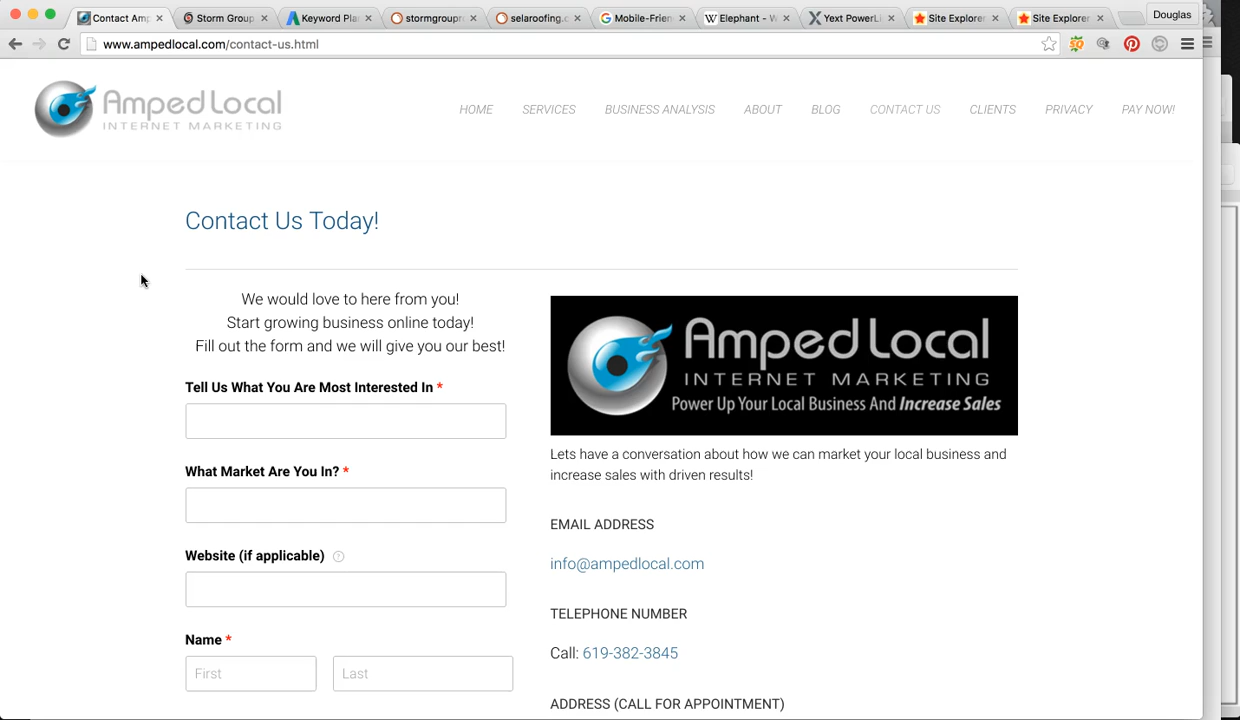 Contact Amp
Storm Group
Keyword Pla
stormgroupr
selaroofing.c
Mobile-Frien
Elephant - W
Yext PowerLi
Site Explorer
Site Explorer
Douglas
www.ampedlocal.com/contact-us.html
Amped Local
INTERNET MARKETING
HOME
SERVICES
BUSINESS ANALYSIS
ABOUT
BLOG
CONTACT US
CLIENTS
PRIVACY
PAY NOW!
Contact Us Today!
We would love to here from you!
Start growing business online today!
Fill out the form and we will give you our best!
Tell Us What You Are Most Interested In *
What Market Are You In? *
Website (if applicable) ?
Name *
First
Last
Amped Local
INTERNET MARKETING
Power Up Your Local Business And Increase Sales
Lets have a conversation about how we can market your local business and
increase sales with driven results!
EMAIL ADDRESS
info@ampedlocal.com
TELEPHONE NUMBER
Call: 619-382-3845
ADDRESS (CALL FOR APPOINTMENT)